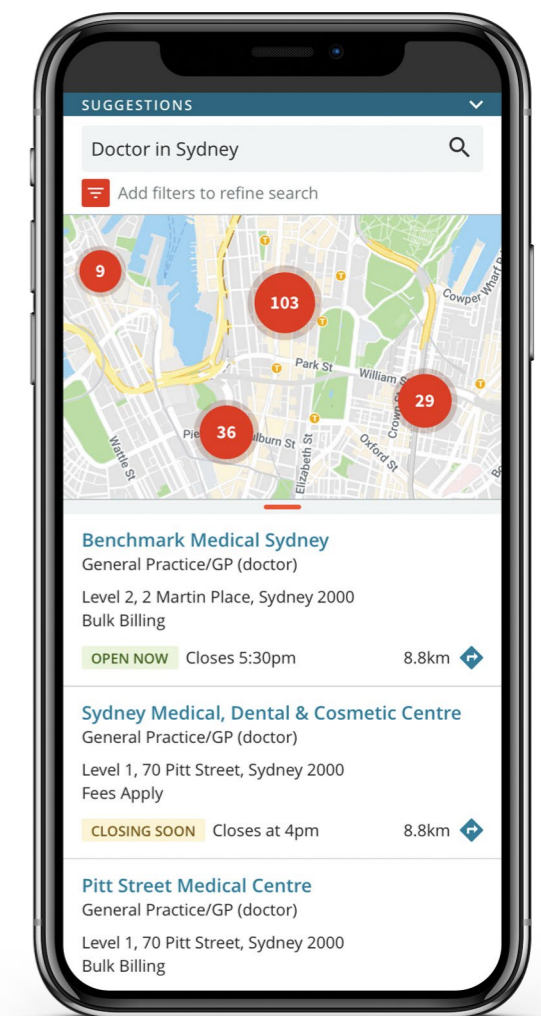 SUGGESTIONS
Doctor in Sydney
Add filters to refine search
9
103
Cowper Wharf
Park St
William
29
Crown
36
lburn St
Wattle St
Elizabeth St
Oxford St
Benchmark Medical Sydney
General Practice/GP (doctor)
Level 2, 2 Martin Place, Sydney 2000
Bulk Billing
OPEN NOW Closes 5:30pm 8.8km
Sydney Medical, Dental & Cosmetic Centre
General Practice/GP (doctor)
Level 1, 70 Pitt Street, Sydney 2000
Fees Apply
CLOSING SOON Closes at 4pm 8.8km
Pitt Street Medical Centre
General Practice/GP (doctor)
Level 1, 70 Pitt Street, Sydney 2000
Bulk Billing